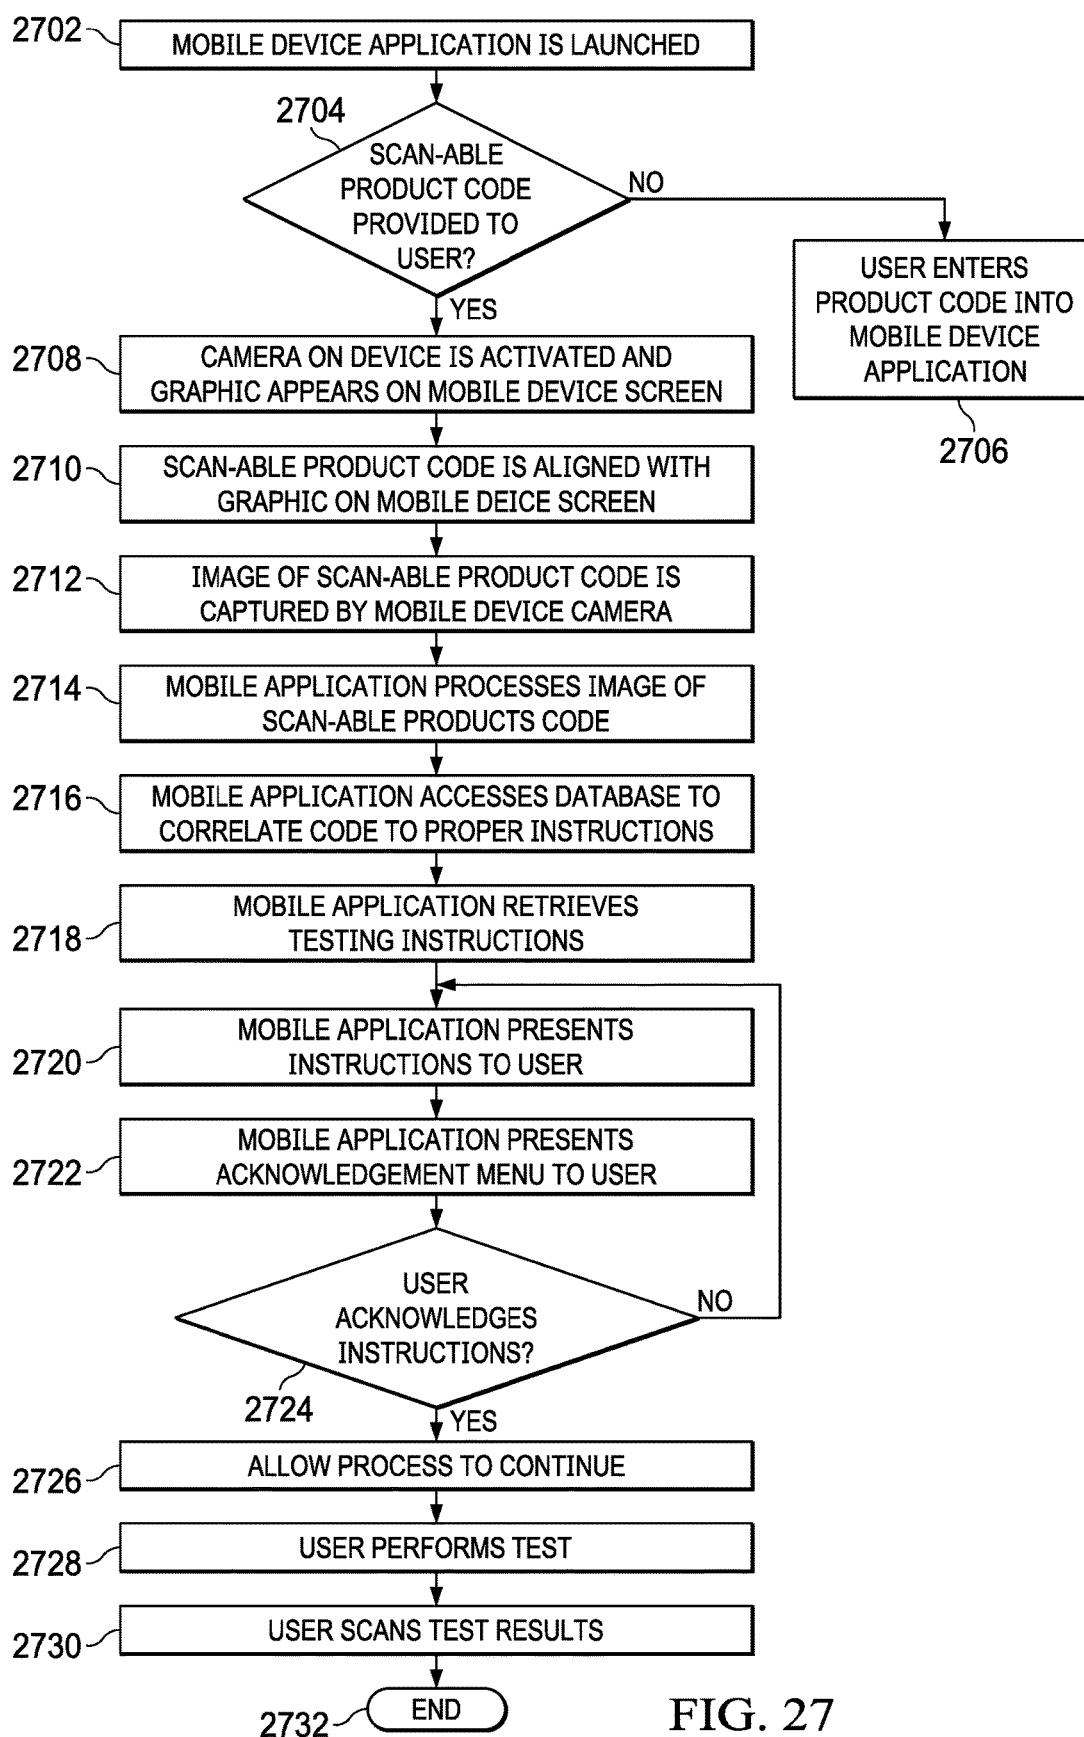 2702
MOBILE DEVICE APPLICATION IS LAUNCHED
2704
SCAN-ABLE
PRODUCT CODE
PROVIDED TO
USER?
NO
YES
USER ENTERS
PRODUCT CODE INTO
MOBILE DEVICE
APPLICATION
2706
2708
CAMERA ON DEVICE IS ACTIVATED AND
GRAPHIC APPEARS ON MOBILE DEVICE SCREEN
2710
SCAN-ABLE PRODUCT CODE IS ALIGNED WITH
GRAPHIC ON MOBILE DEICE SCREEN
2712
IMAGE OF SCAN-ABLE PRODUCT CODE IS
CAPTURED BY MOBILE DEVICE CAMERA
2714
MOBILE APPLICATION PROCESSES IMAGE OF
SCAN-ABLE PRODUCTS CODE
2716
MOBILE APPLICATION ACCESSES DATABASE TO
CORRELATE CODE TO PROPER INSTRUCTIONS
2718
MOBILE APPLICATION RETRIEVES
TESTING INSTRUCTIONS
2720
MOBILE APPLICATION PRESENTS
INSTRUCTIONS TO USER
2722
MOBILE APPLICATION PRESENTS
ACKNOWLEDGEMENT MENU TO USER
USER
ACKNOWLEDGES
INSTRUCTIONS?
NO
2724
YES
2726
ALLOW PROCESS TO CONTINUE
2728
USER PERFORMS TEST
2730
USER SCANS TEST RESULTS
2732
END
FIG. 27